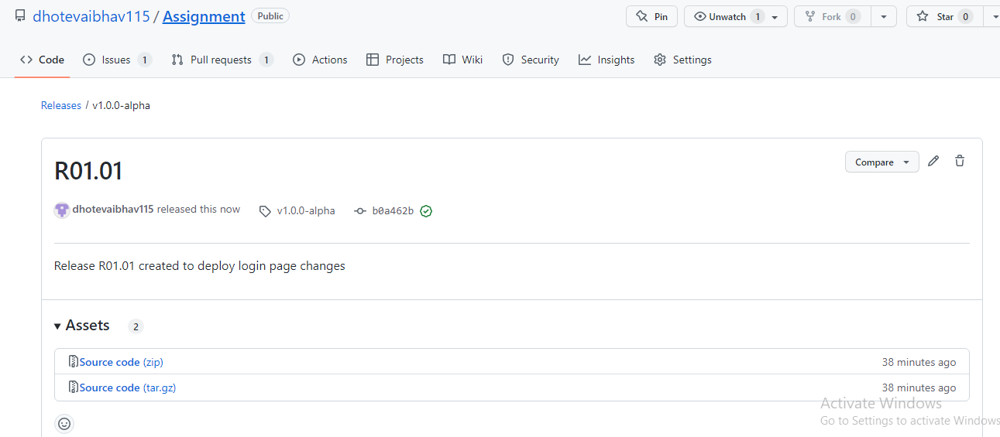 dhotevaibhav115 / Assignment Public Pin Unwatch 1 Fork 0 Star 0
Code Issues 1 Pull requests 1 Actions Projects Wiki Security Insights Settings
Releases / v1.0.0-alpha
R01.01 Compare
dhotevaibhav115 released this now v1.0.0-alpha b0a462b
Release R01.01 created to deploy login page changes
Assets 2
Source code (zip) 38 minutes ago
Source code (tar.gz) 38 minutes ago
Activate Windows
Go to Settings to activate Windows